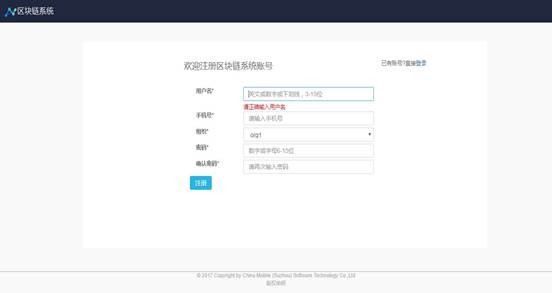 区块链系统
欢迎注册区块链系统账号
已有账号?直接登录
用户名*
英文或数字或下划线，3-15位
请正确输入用户名
手机号*
请输入手机号
组织*
org1
密码*
数字或字母6-15位
确认密码*
请再次输入密码
注册
© 2017 Copyright by China Mobile (Suzhou) Software Technology Co.,Ltd
版权信息